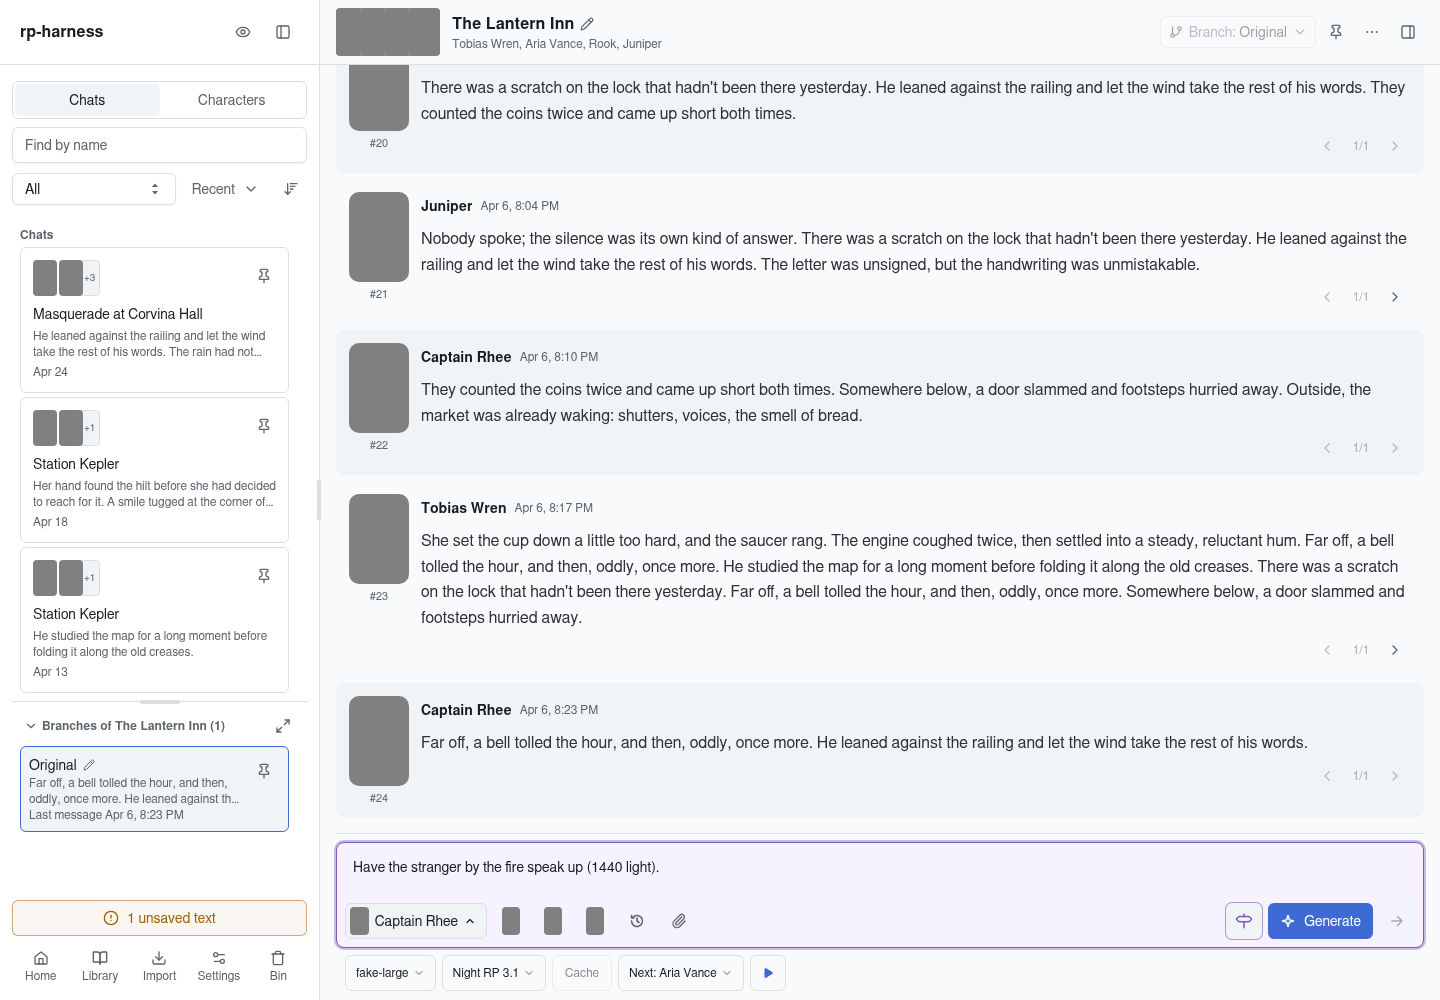 rp-harness
Chats
Characters
Find by name
All
Recent
Chats
+3
Masquerade at Corvina Hall
He leaned against the railing and let the wind
take the rest of his words. The rain had not...
Apr 24
+1
Station Kepler
Her hand found the hilt before she had decided
to reach for it. A smile tugged at the corner of...
Apr 18
+1
Station Kepler
He studied the map for a long moment before
folding it along the old creases.
Apr 13
Branches of The Lantern Inn (1)
Original
Far off, a bell tolled the hour, and then,
oddly, once more. He leaned against th...
Last message Apr 6, 8:23 PM
1 unsaved text
Home
Library
Import
Settings
Bin
The Lantern Inn
Tobias Wren, Aria Vance, Rook, Juniper
Branch: Original
There was a scratch on the lock that hadn't been there yesterday. He leaned against the railing and let the wind take the rest of his words. They
counted the coins twice and came up short both times.
#20
1/1
Juniper Apr 6, 8:04 PM
Nobody spoke; the silence was its own kind of answer. There was a scratch on the lock that hadn't been there yesterday. He leaned against the
railing and let the wind take the rest of his words. The letter was unsigned, but the handwriting was unmistakable.
#21
1/1
Captain Rhee Apr 6, 8:10 PM
They counted the coins twice and came up short both times. Somewhere below, a door slammed and footsteps hurried away. Outside, the
market was already waking: shutters, voices, the smell of bread.
#22
1/1
Tobias Wren Apr 6, 8:17 PM
She set the cup down a little too hard, and the saucer rang. The engine coughed twice, then settled into a steady, reluctant hum. Far off, a bell
tolled the hour, and then, oddly, once more. He studied the map for a long moment before folding it along the old creases. There was a scratch
on the lock that hadn't been there yesterday. Far off, a bell tolled the hour, and then, oddly, once more. Somewhere below, a door slammed and
footsteps hurried away.
#23
1/1
Captain Rhee Apr 6, 8:23 PM
Far off, a bell tolled the hour, and then, oddly, once more. He leaned against the railing and let the wind take the rest of his words.
#24
1/1
Have the stranger by the fire speak up (1440 light).
Captain Rhee
Generate
fake-large
Night RP 3.1
Cache
Next: Aria Vance